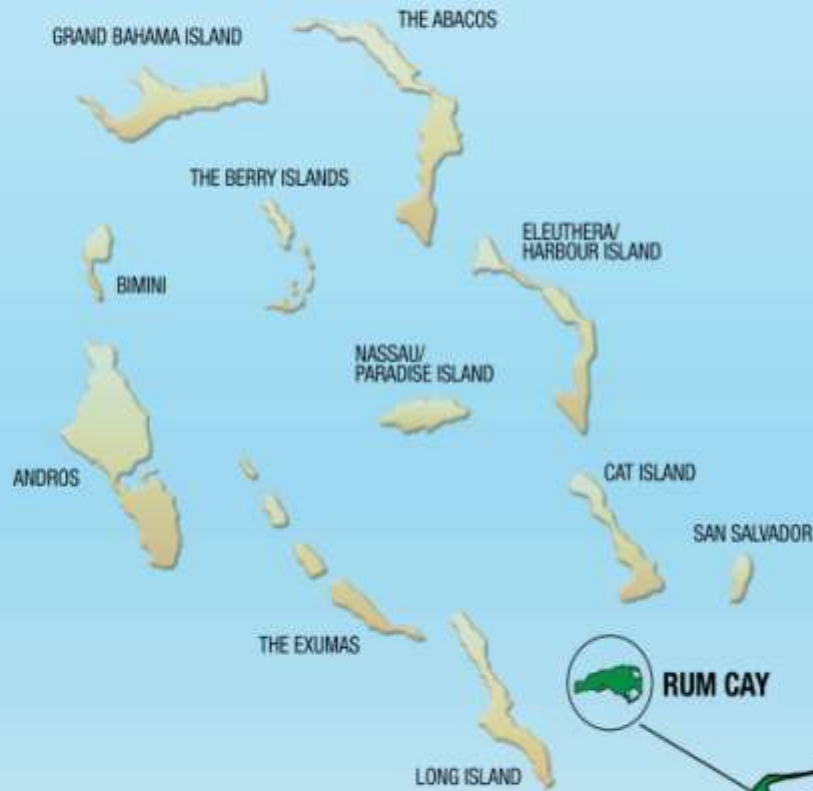 THE ABACOS
GRAND BAHAMA ISLAND
THE BERRY ISLANDS
ELEUTHERA/
HARBOUR ISLAND
BIMINI
NASSAU/
PARADISE ISLAND
ANDROS
CAT ISLAND
SAN SALVADOR
THE EXUMAS
RUM CAY
LONG ISLAND